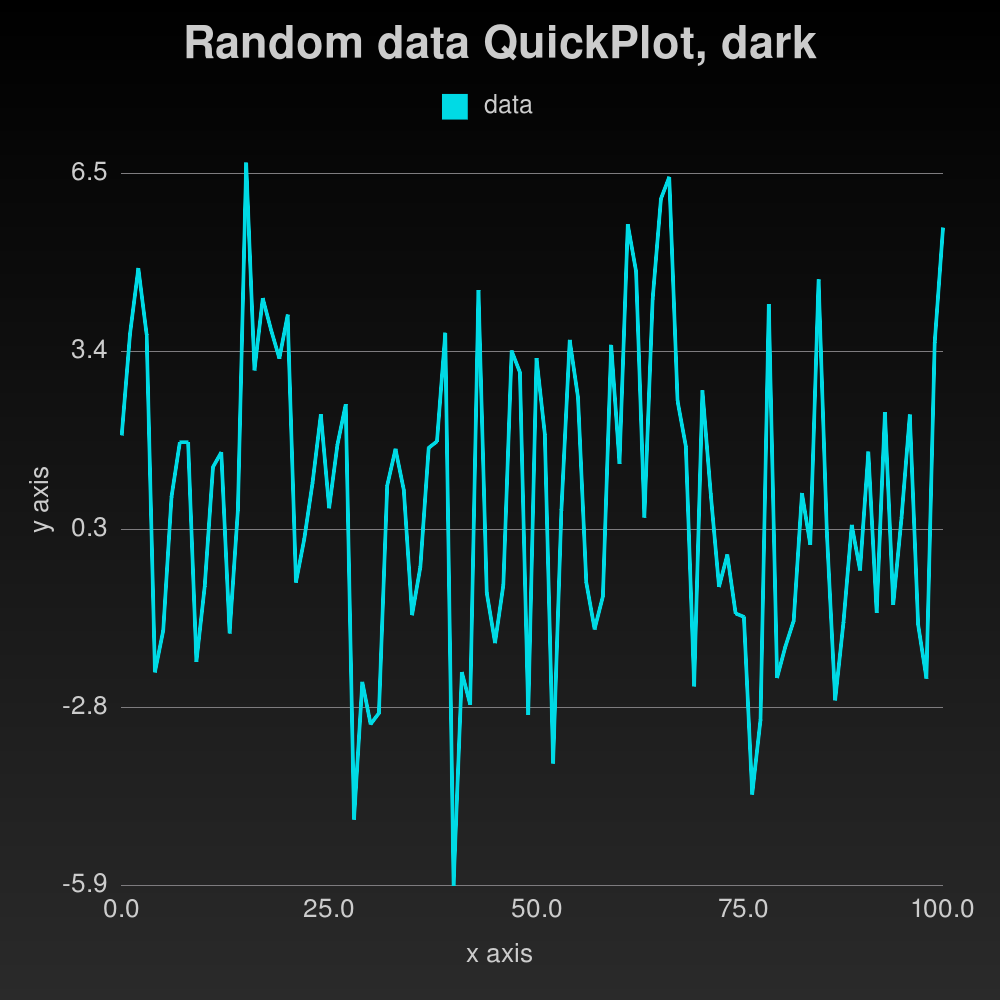 Random data QuickPlot, dark
data
6.5
3.4
0.3
-2.8
-5.9
y axis
0.0 25.0 50.0 75.0 100.0
x axis